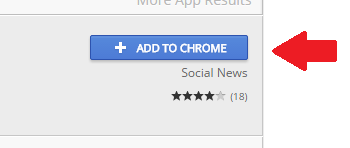 More App Results
+ ADD TO CHROME
Social News
(18)